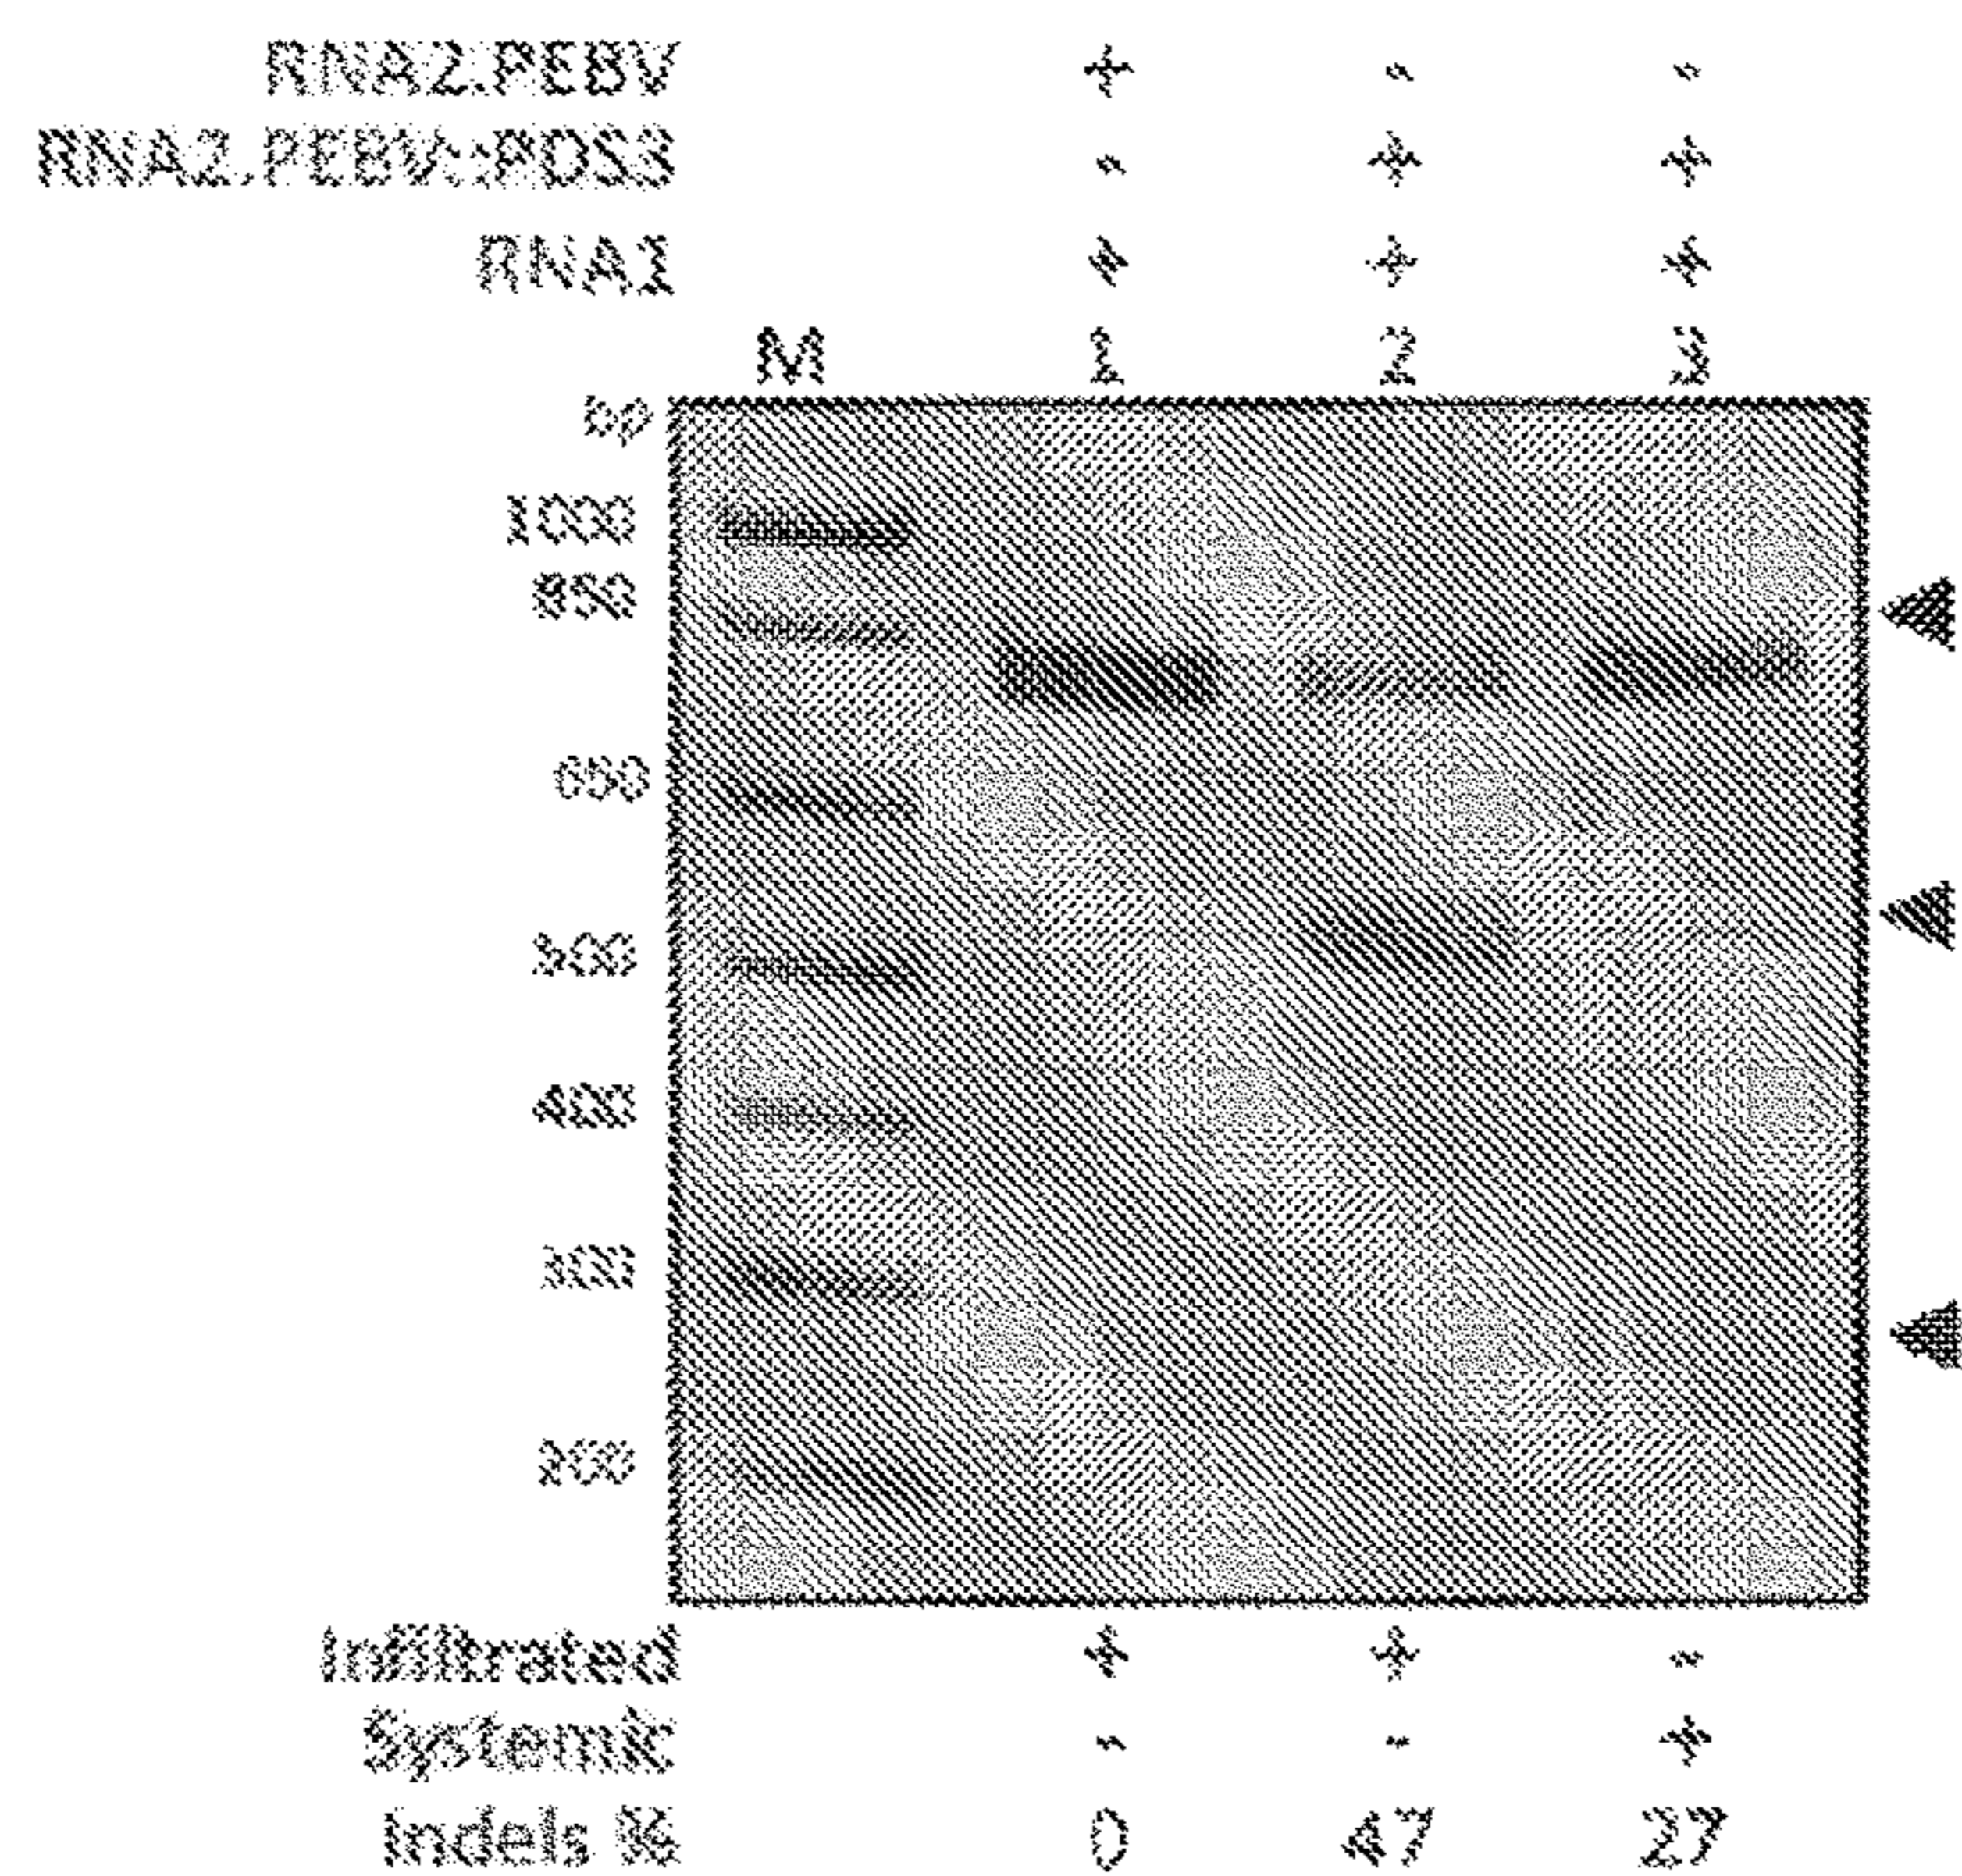 RNA2.PEBV + - -
RNA2.PEBV::PDS3 - + +
RNA1 + + +
M 1 2 3
bp
1000
850
650
500
400
300
200
Infiltrated + + -
Systemic - - +
Indels % 0 47 27